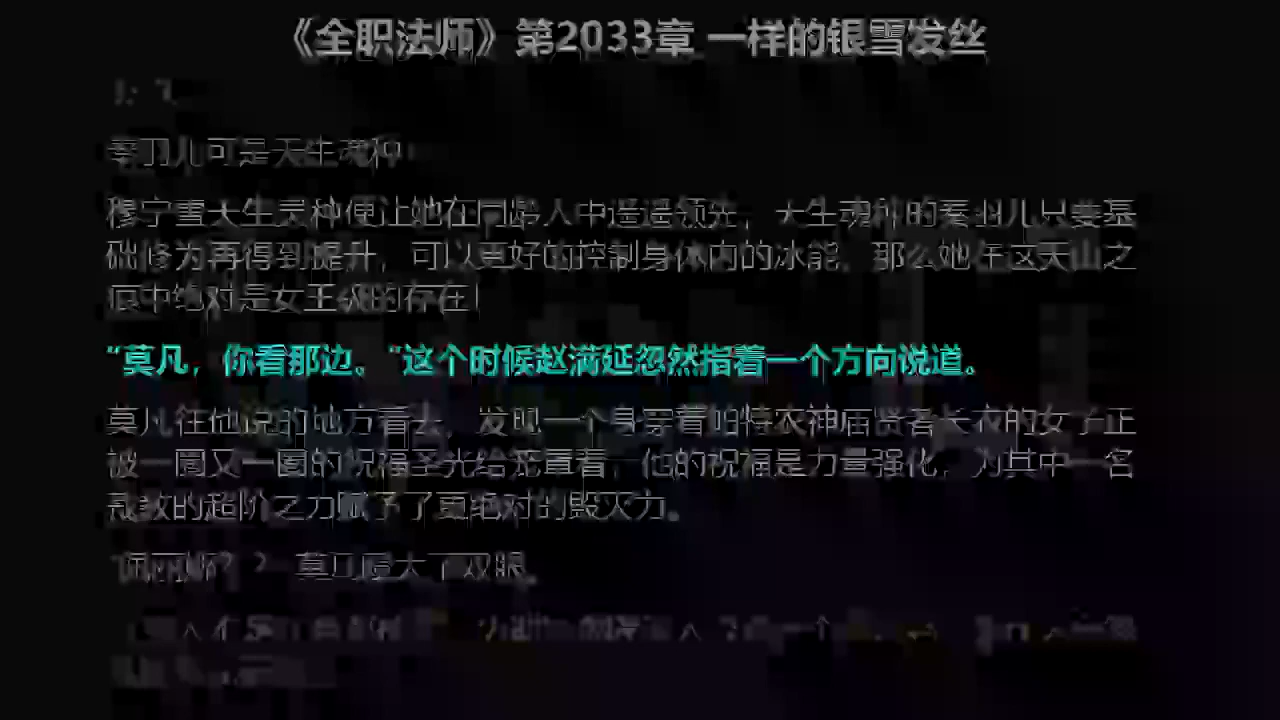 《全职法师》第2033章 一样的银雪发丝
秦羽儿可是天生魂种
穆宁雪天生灵种便让她在同龄人中遥遥领先，天生魂种的秦羽儿只要基
础修为再得到提升，可以更好的控制身体内的冰能，那么她在这天山之
痕中绝对是女王级的存在！
“莫凡，你看那边。”这个时候赵满延忽然指着一个方向说道。
莫凡往他说的地方看去，发现一个身穿着帕特农神庙贤者长衣的女子正
被一圈又一圈的祝福圣光给笼罩着，他的祝福是力量强化，为其中一名
的超阶之力赋予了更绝对的毁灭力。
莫凡瞪大了双眼。